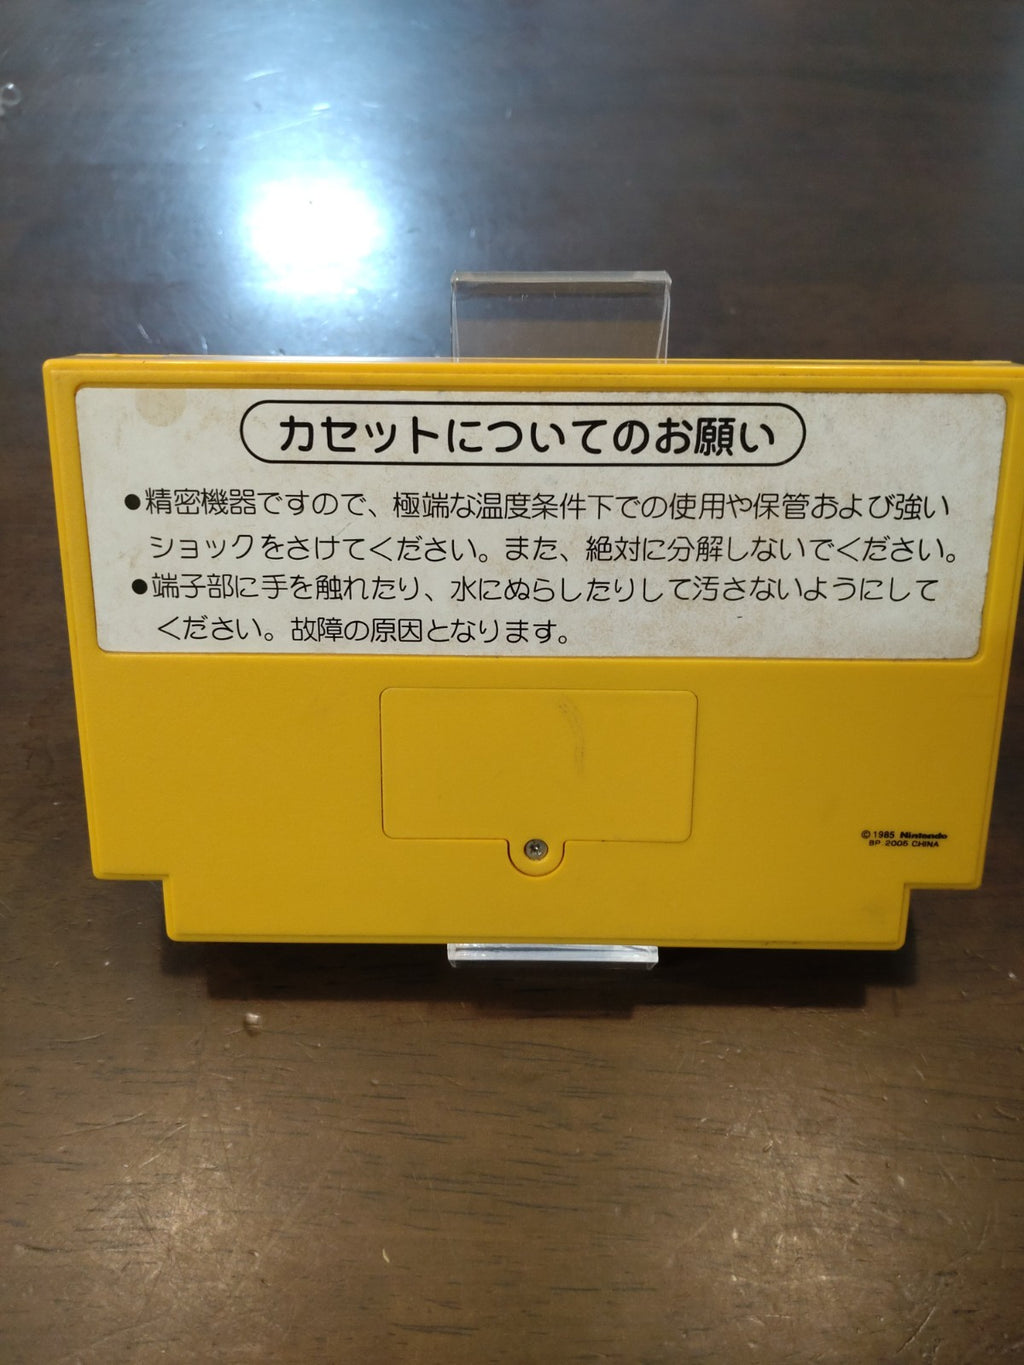 カセットについてのお願い
●精密機器ですので、極端な温度条件下での使用や保管および強い
ショックをさけてください。また、絶対に分解しないでください。
●端子部に手を触れたり、水にぬらしたりして汚さないようにして
ください。故障の原因となります。
©1985 Nintendo
BP 2005 CHINA